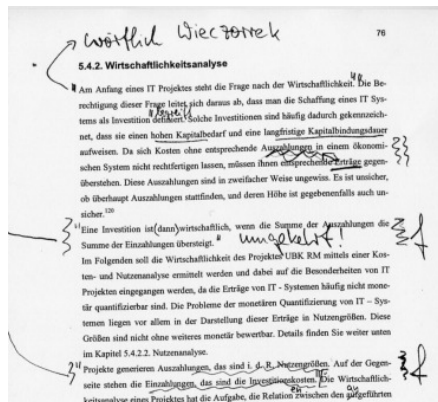 wörtlich Wieczorrek
76
5.4.2. Wirtschaftlichkeitsanalyse
Am Anfang eines IT Projektes steht die Frage nach der Wirtschaftlichkeit. Die Be-
rechtigung dieser Frage leitet sich daraus ab, dass man die Schaffung eines IT Sys-
tems als Investition definiert. Solche Investitionen sind häufig dadurch gekennzeich-
net, dass sie einen hohen Kapitalbedarf und eine langfristige Kapitalbindungsdauer
aufweisen. Da sich Kosten ohne entsprechende Auszahlungen in einem ökonomi-
schen System nicht rechtfertigen lassen, müssen ihnen entsprechende Erträge gegen-
überstehen. Diese Auszahlungen sind in zweifacher Weise ungewiss. Es ist unsicher,
ob überhaupt Auszahlungen stattfinden, und deren Höhe ist gegebenenfalls auch un-
sicher.120
Eine Investition ist (dann) wirtschaftlich, wenn die Summe der Auszahlungen die
Summe der Einzahlungen übersteigt. umgekehrt!
Im Folgenden soll die Wirtschaftlichkeit des Projektes UBK RM mittels einer Kos-
ten- und Nutzenanalyse ermittelt werden und dabei auf die Besonderheiten von IT
Projekten eingegangen werden, da die Erträge von IT - Systemen häufig nicht mone-
tär quantifizierbar sind. Die Probleme der monetären Quantifizierung von IT – Sys-
temen liegen vor allem in der Darstellung dieser Erträge in Nutzengrößen. Diese
Größen sind nicht ohne weiteres monetär bewertbar. Details finden Sie weiter unten
im Kapitel 5.4.2.2. Nutzenanalyse.
Projekte generieren Auszahlungen, das sind i. d. R. Nutzengrößen. Auf der Gegen-
seite stehen die Einzahlungen, das sind die Investitionskosten. Die Wirtschaftlich-
keitsanalyse eines Projektes hat die Aufgabe, die Relation zwischen den aufgeführten